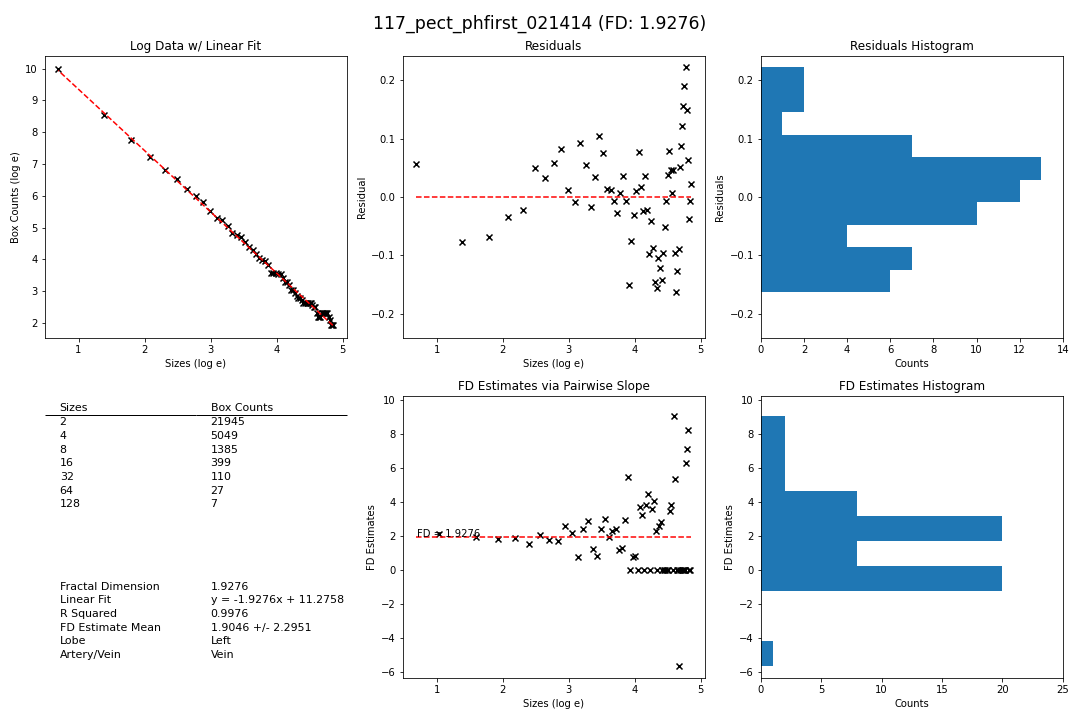 117_pect_phfirst_021414 (FD: 1.9276)
Log Data w/ Linear Fit
Box Counts (log e)
10
9
8
7
6
5
4
3
2
1 2 3 4 5
Sizes (log e)
Residuals
Residual
0.2
0.1
0.0
−0.1
−0.2
1 2 3 4 5
Sizes (log e)
Residuals Histogram
Residuals
0.2
0.1
0.0
−0.1
−0.2
0 2 4 6 8 10 12 14
Counts
Sizes Box Counts
2 21945
4 5049
8 1385
16 399
32 110
64 27
128 7
Fractal Dimension 1.9276
Linear Fit y = -1.9276x + 11.2758
R Squared 0.9976
FD Estimate Mean 1.9046 +/- 2.2951
Lobe Left
Artery/Vein Vein
FD Estimates via Pairwise Slope
FD Estimates
10
8
6
4
2
0
−2
−4
−6
FD = 1.9276
1 2 3 4 5
Sizes (log e)
FD Estimates Histogram
FD Estimates
10
8
6
4
2
0
−2
−4
−6
0 5 10 15 20 25
Counts